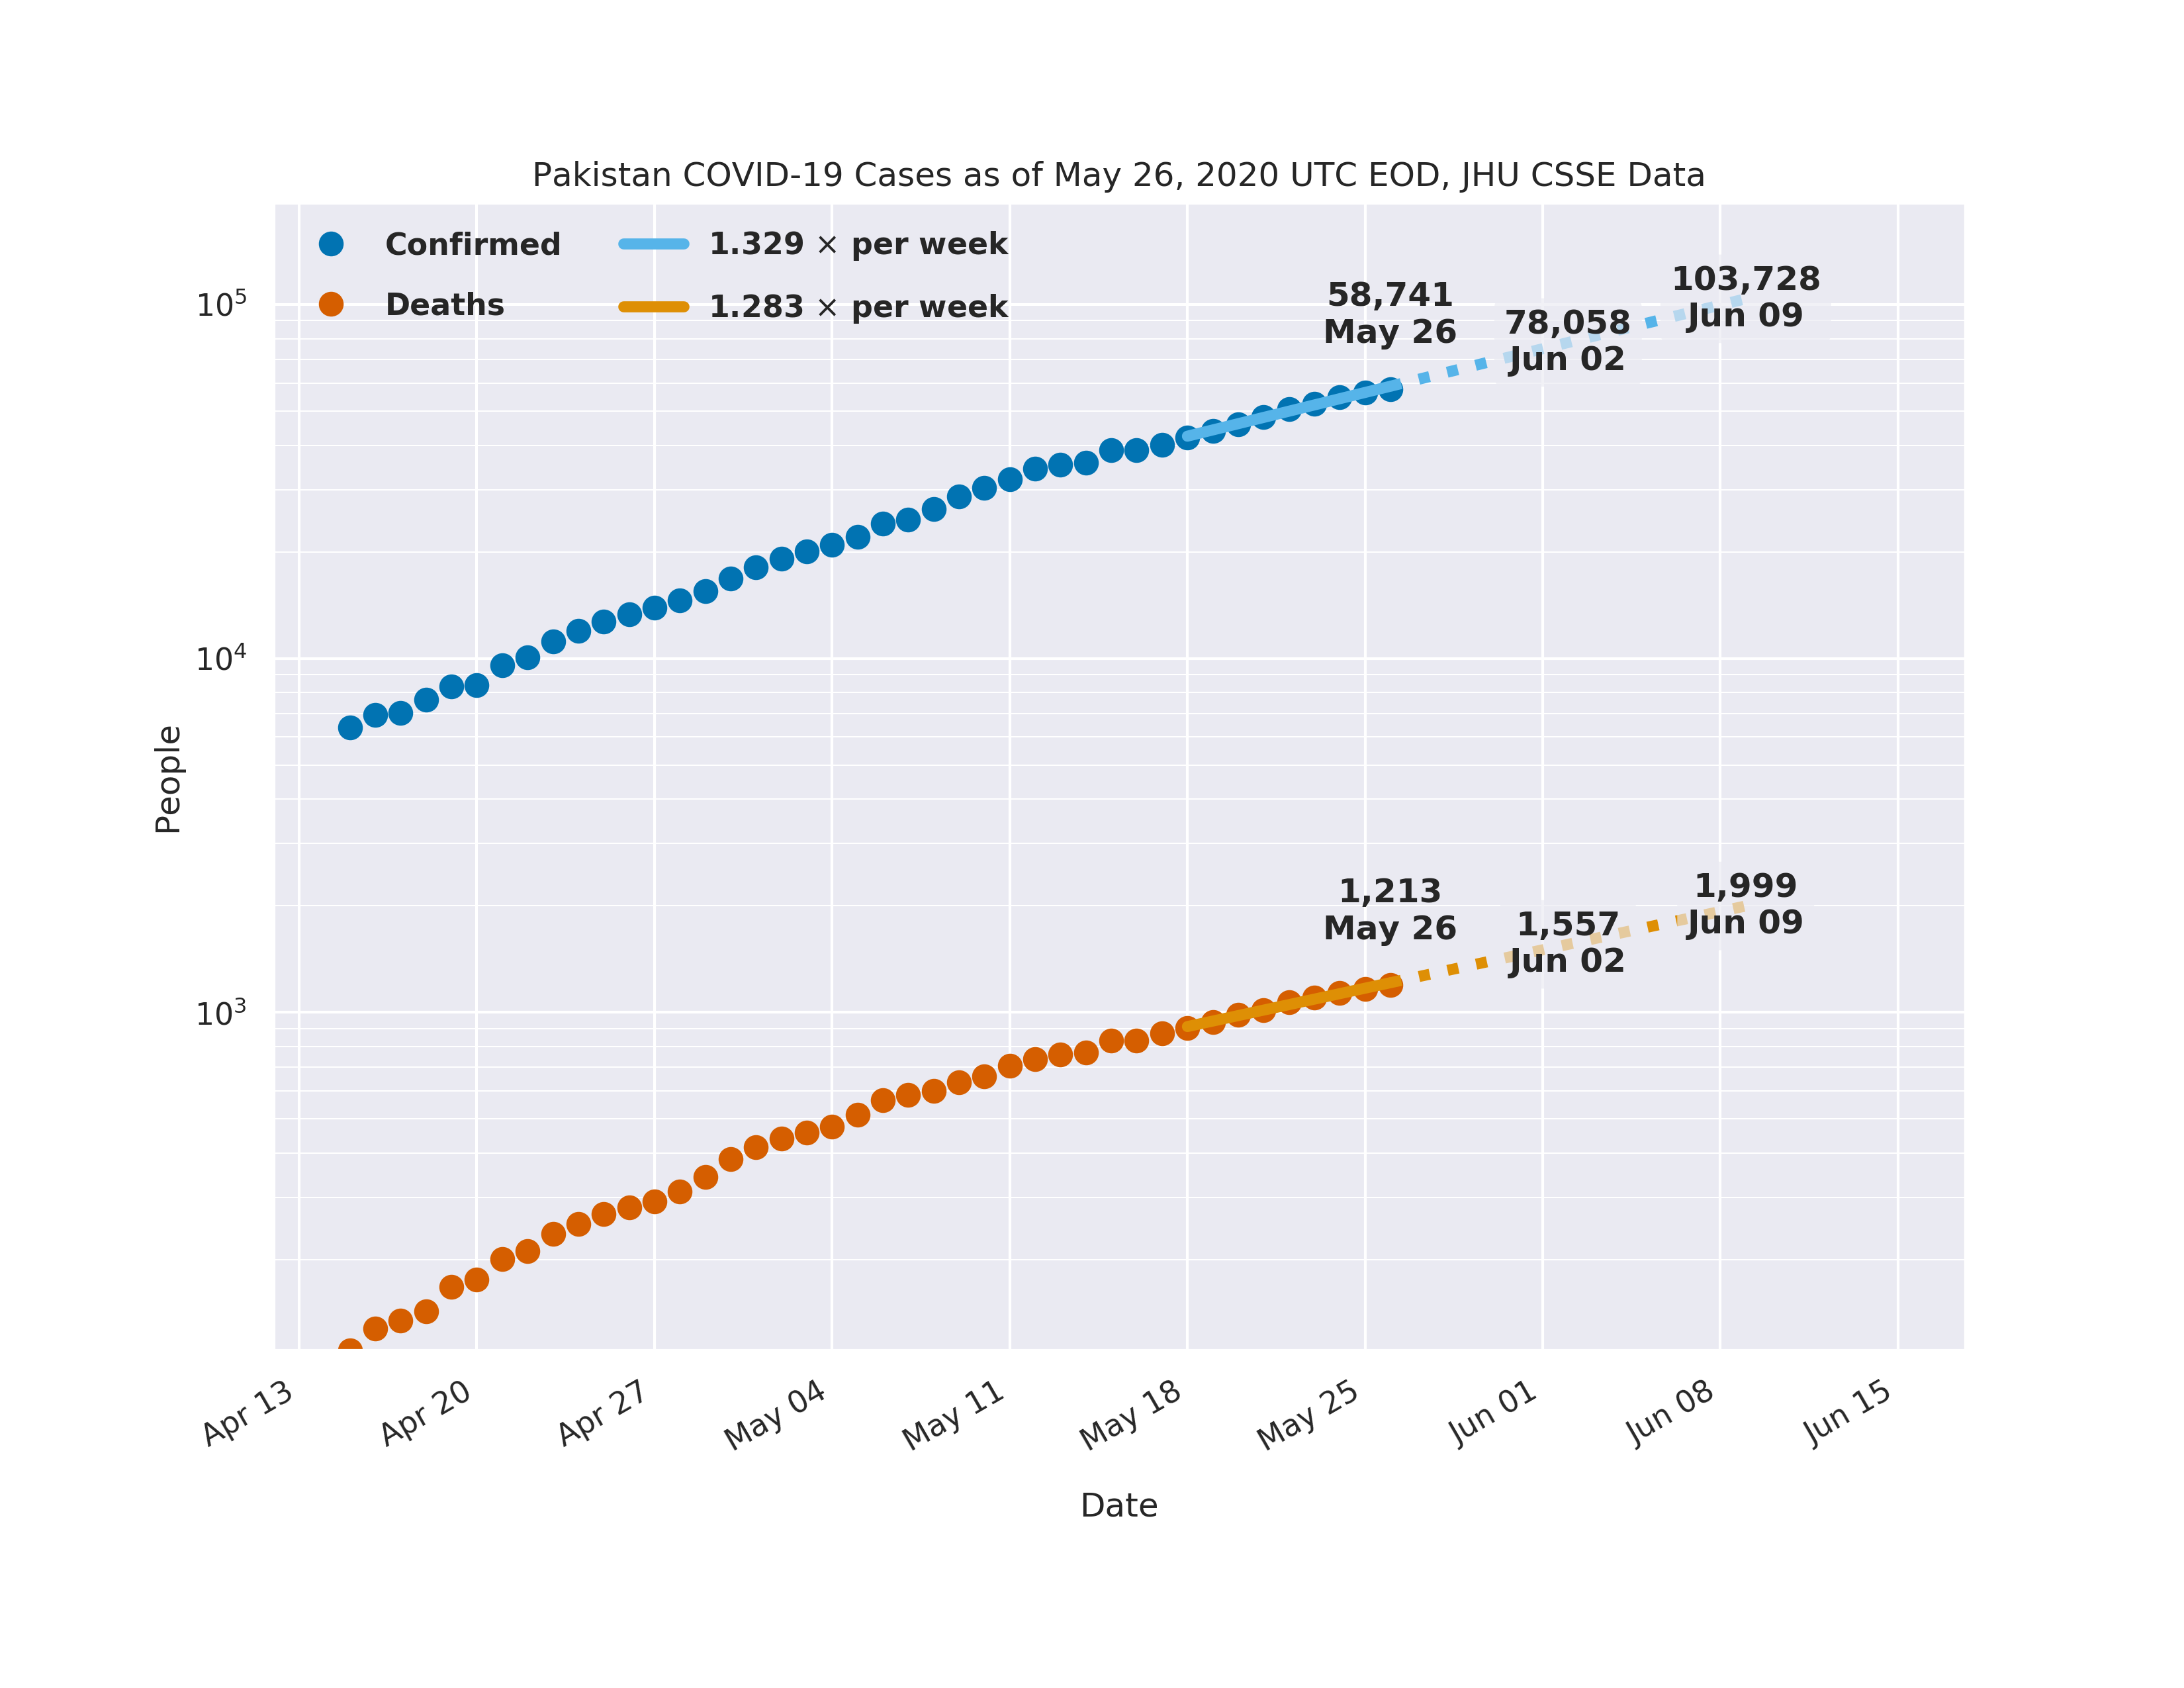 Pakistan COVID-19 Cases as of May 26, 2020 UTC EOD, JHU CSSE Data
Confirmed
Deaths
1.329 × per week
1.283 × per week
58,741
May 26
78,058
Jun 02
103,728
Jun 09
1,213
May 26
1,557
Jun 02
1,999
Jun 09
People
10⁵
10⁴
10³
Apr 13
Apr 20
Apr 27
May 04
May 11
May 18
May 25
Jun 01
Jun 08
Jun 15
Date